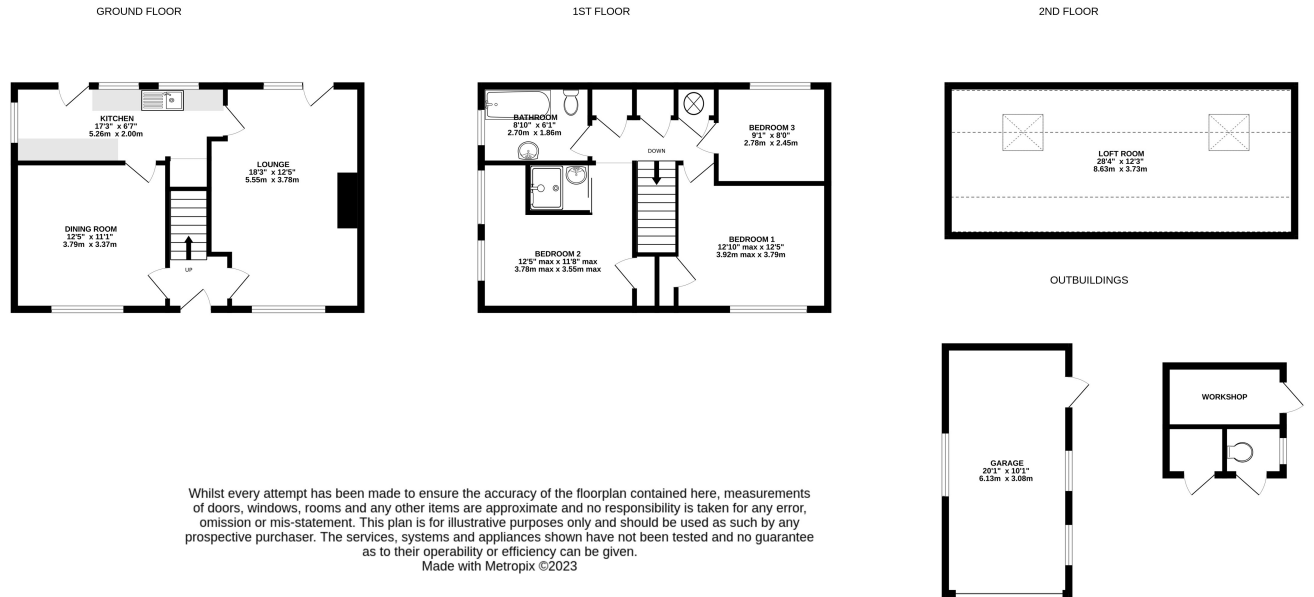 GROUND FLOOR
1ST FLOOR
2ND FLOOR
KITCHEN
17'3" x 6'7"
5.26m x 2.00m
LOUNGE
18'3" x 12'5"
5.55m x 3.78m
DINING ROOM
12'5" x 11'1"
3.79m x 3.37m
UP
BATHROOM
8'10" x 6'1"
2.70m x 1.86m
DOWN
BEDROOM 3
9'1" x 8'0"
2.78m x 2.45m
BEDROOM 2
12'5" max x 11'8" max
3.78m max x 3.55m max
BEDROOM 1
12'10" max x 12'5"
3.92m max x 3.79m
LOFT ROOM
28'4" x 12'3"
8.63m x 3.73m
OUTBUILDINGS
GARAGE
20'1" x 10'1"
6.13m x 3.08m
WORKSHOP
Whilst every attempt has been made to ensure the accuracy of the floorplan contained here, measurements
of doors, windows, rooms and any other items are approximate and no responsibility is taken for any error,
omission or mis-statement. This plan is for illustrative purposes only and should be used as such by any
prospective purchaser. The services, systems and appliances shown have not been tested and no guarantee
as to their operability or efficiency can be given.
Made with Metropix ©2023